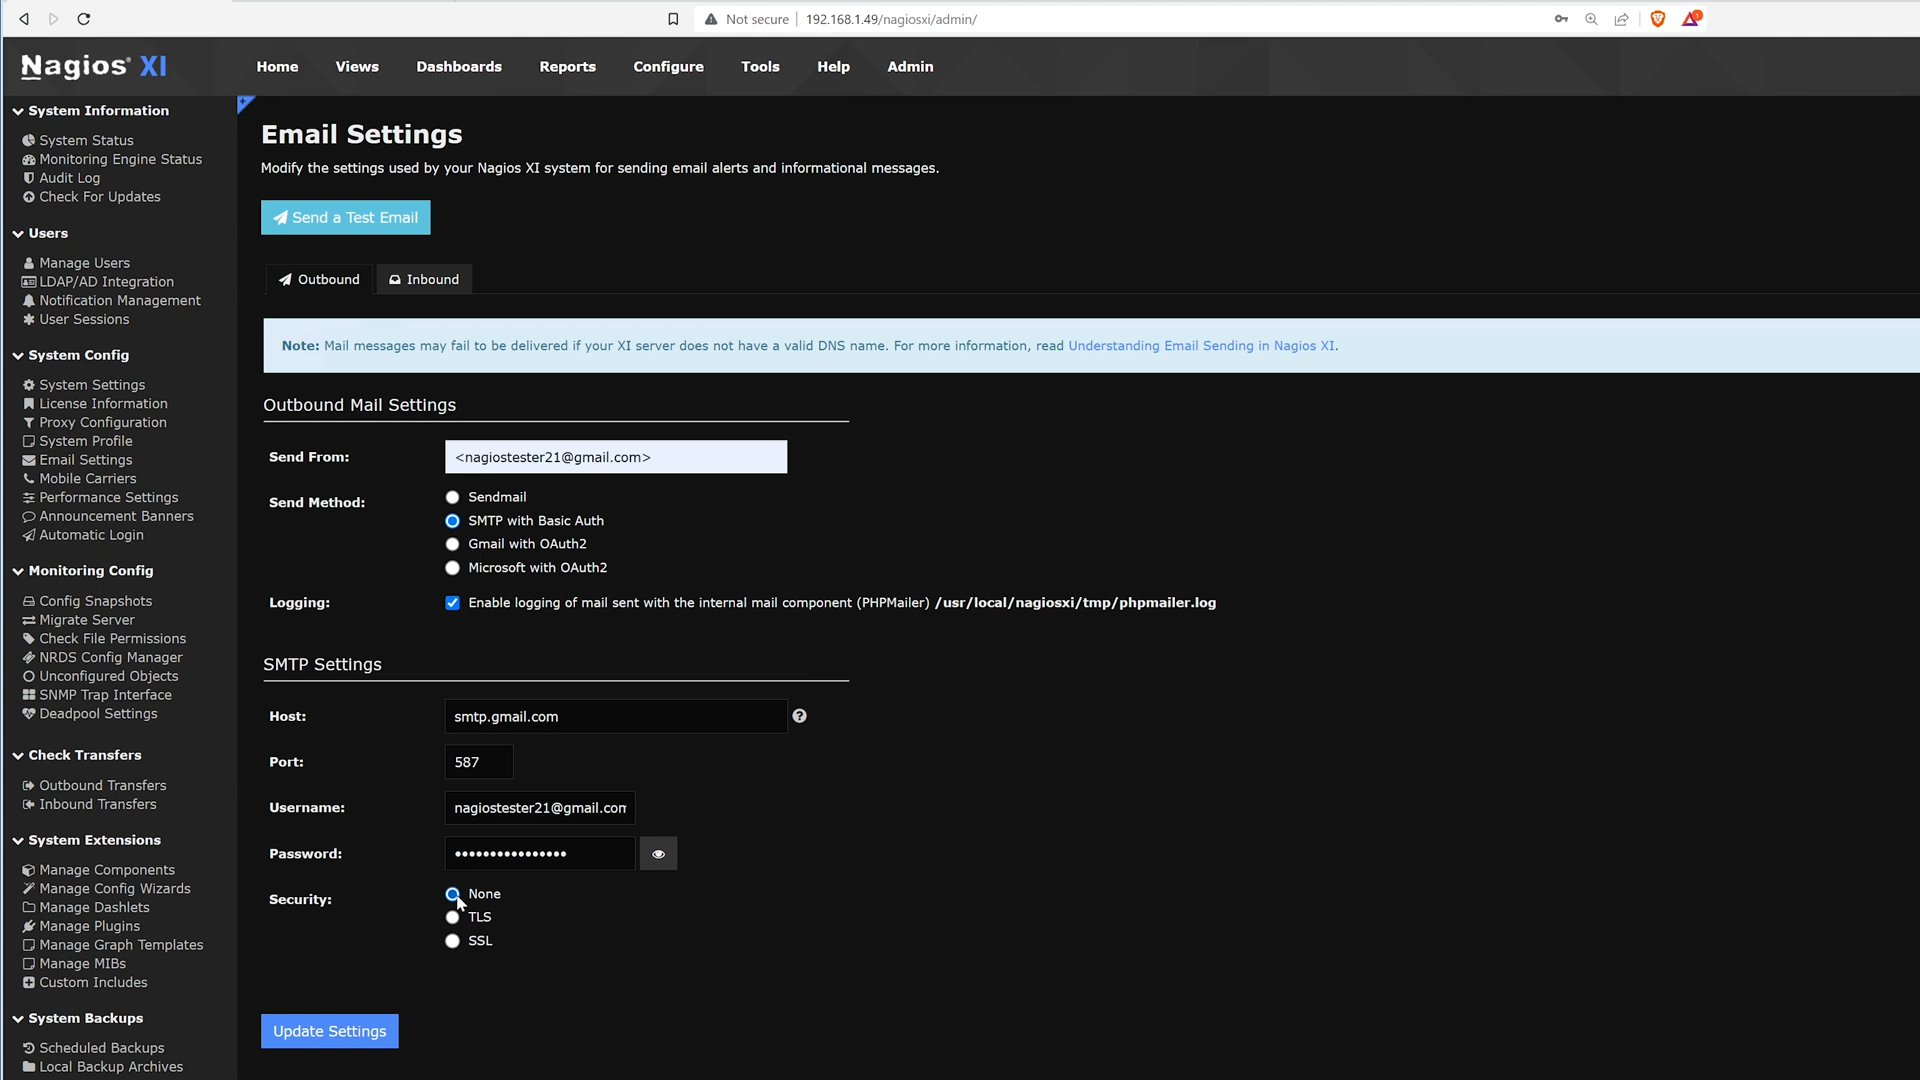 Not secure
192.168.1.49/nagiosxi/admin/
1
Nagios® XI
Home
Views
Dashboards
Reports
Configure
Tools
Help
Admin
System Information
System Status
Monitoring Engine Status
Audit Log
Check For Updates
Users
Manage Users
LDAP/AD Integration
Notification Management
User Sessions
System Config
System Settings
License Information
Proxy Configuration
System Profile
Email Settings
Mobile Carriers
Performance Settings
Announcement Banners
Automatic Login
Monitoring Config
Config Snapshots
Migrate Server
Check File Permissions
NRDS Config Manager
Unconfigured Objects
SNMP Trap Interface
Deadpool Settings
Check Transfers
Outbound Transfers
Inbound Transfers
System Extensions
Manage Components
Manage Config Wizards
Manage Dashlets
Manage Plugins
Manage Graph Templates
Manage MIBs
Custom Includes
System Backups
Scheduled Backups
Local Backup Archives
Email Settings
Modify the settings used by your Nagios XI system for sending email alerts and informational messages.
Send a Test Email
Outbound
Inbound
Note: Mail messages may fail to be delivered if your XI server does not have a valid DNS name. For more information, read Understanding Email Sending in Nagios XI.
Outbound Mail Settings
Send From: <nagiostester21@gmail.com>
Send Method: Sendmail
SMTP with Basic Auth
Gmail with OAuth2
Microsoft with OAuth2
Logging: Enable logging of mail sent with the internal mail component (PHPMailer) /usr/local/nagiosxi/tmp/phpmailer.log
SMTP Settings
Host: smtp.gmail.com
Port: 587
Username: nagiostester21@gmail.com
Password: ••••••••••••••••
Security: None
TLS
SSL
Update Settings